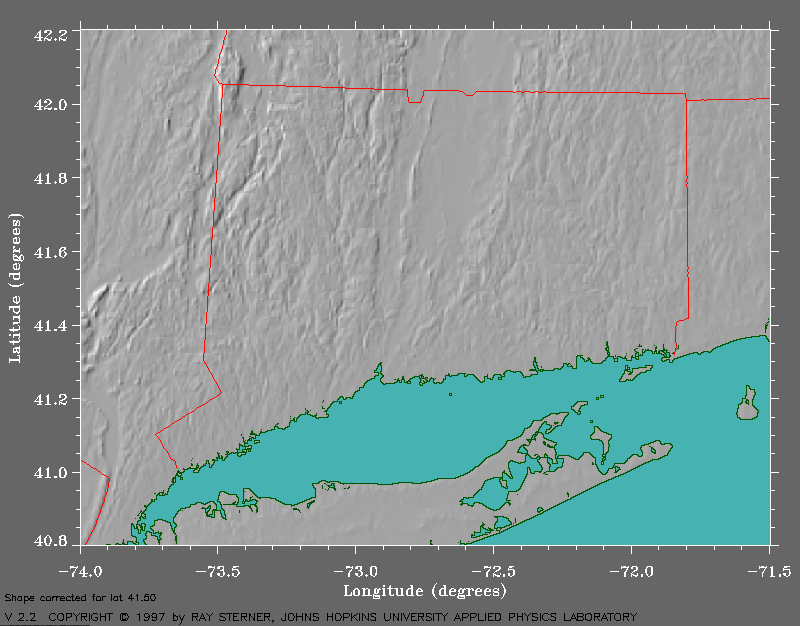 42.2
42.0
41.8
41.6
41.4
41.2
41.0
40.8
Latitude (degrees)
−74.0 −73.5 −73.0 −72.5 −72.0 −71.5
Longitude (degrees)
Shape corrected for lat 41.50
V 2.2 COPYRIGHT © 1997 by RAY STERNER, JOHNS HOPKINS UNIVERSITY APPLIED PHYSICS LABORATORY